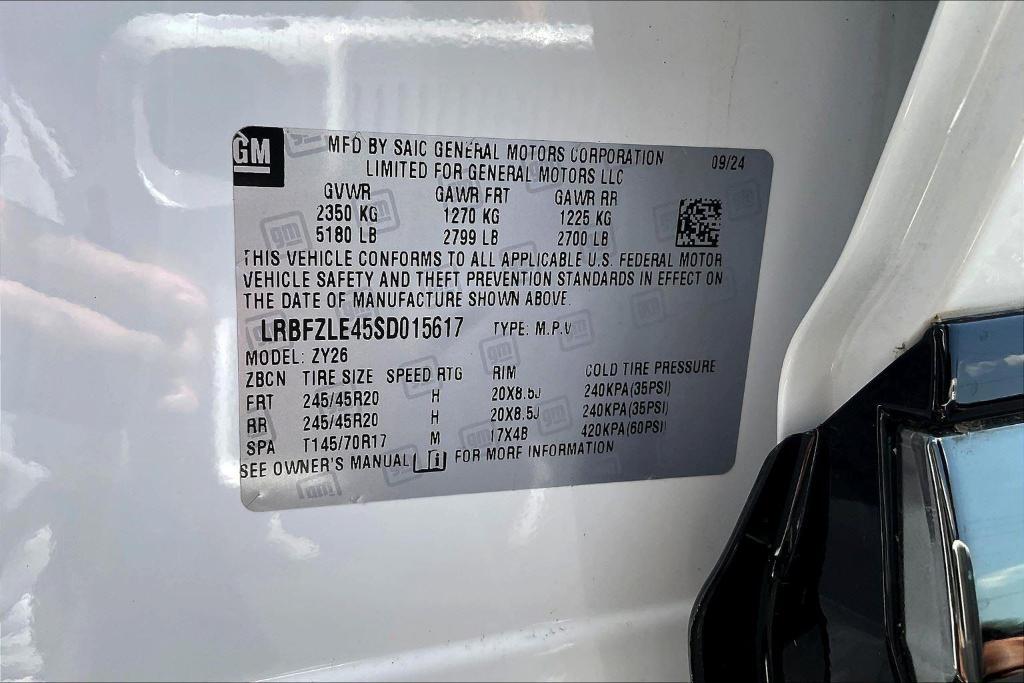 GM
MFD BY SAIC GENERAL MOTORS CORPORATION 09/24
LIMITED FOR GENERAL MOTORS LLC
GVWR GAWR FRT GAWR RR
2350 KG 1270 KG 1225 KG
5180 LB 2799 LB 2700 LB
THIS VEHICLE CONFORMS TO ALL APPLICABLE U.S. FEDERAL MOTOR
VEHICLE SAFETY AND THEFT PREVENTION STANDARDS IN EFFECT ON
THE DATE OF MANUFACTURE SHOWN ABOVE.
LRBFZLE45SD015617 TYPE: M.P.V
MODEL: ZY26
ZBCN TIRE SIZE SPEED RTG RIM COLD TIRE PRESSURE
FRT 245/45R20 H 20X8.5J 240KPA(35PSI)
RR 245/45R20 H 20X8.5J 240KPA(35PSI)
SPA T145/70R17 M 17X4B 420KPA(60PSI)
SEE OWNER'S MANUAL FOR MORE INFORMATION